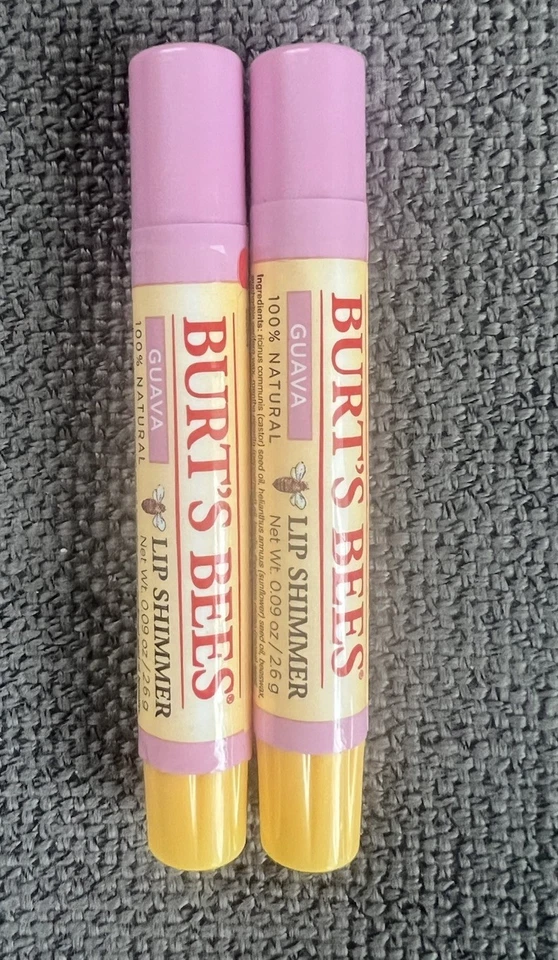 BURT'S BEES®
GUAVA
LIP SHIMMER
100% NATURAL
Net Wt. 0.09 oz / 2.6 g
BURT'S BEES®
GUAVA
LIP SHIMMER
100% NATURAL
Net Wt. 0.09 oz / 2.6 g
Ingredients: ricinus communis (castor) seed oil, helianthus annuus (sunflower) seed oil, beeswax,